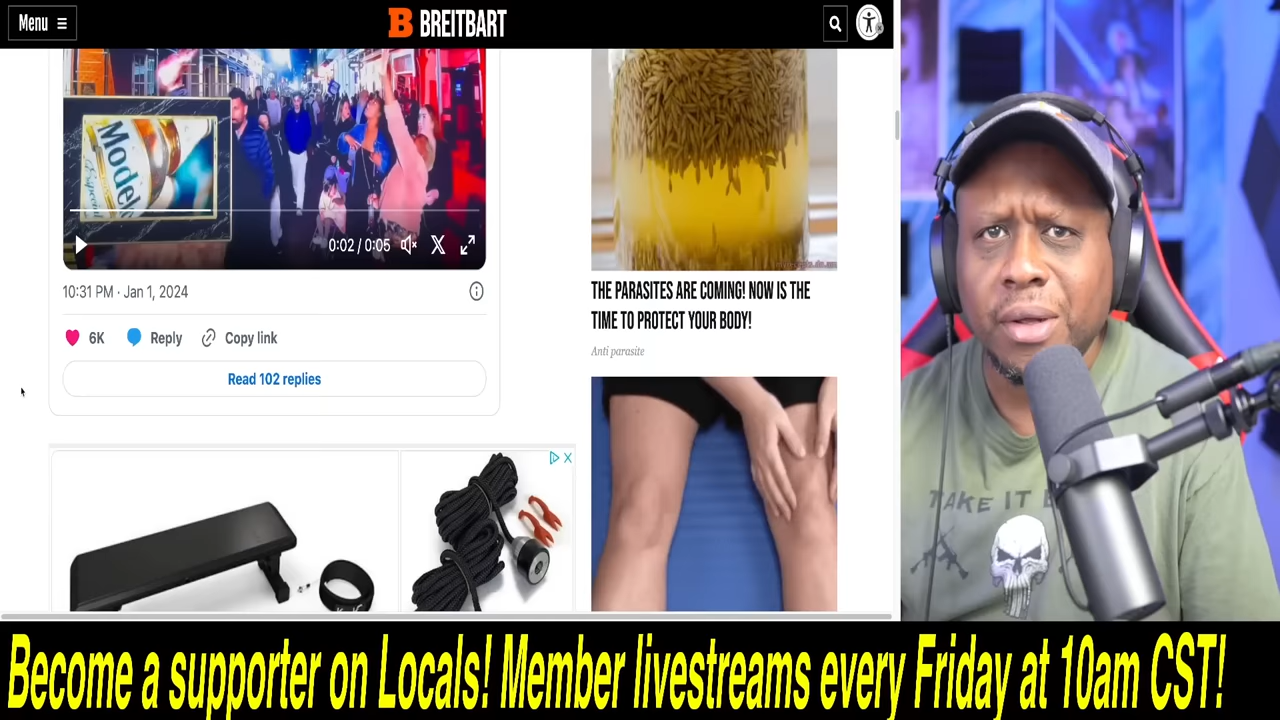 Menu
BREITBART
Model
Especial
0:02 / 0:05
10:31 PM · Jan 1, 2024
6K
Reply
Copy link
Read 102 replies
THE PARASITES ARE COMING! NOW IS THE
TIME TO PROTECT YOUR BODY!
Anti parasite
TAKE IT
Become a supporter on Locals! Member livestreams every Friday at 10am CST!